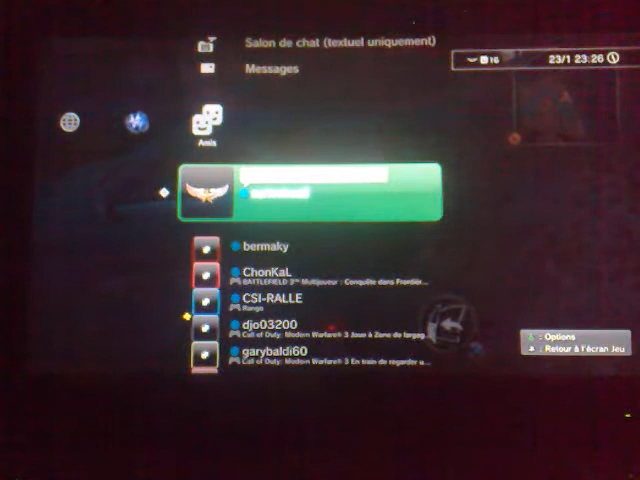 Salon de chat (textuel uniquement)
Messages
16
23/1 23:26
Amis
bermaky
ChonKaL
BATTLEFIELD 3™ Multijoueur : Conquête dans Frontier...
CSI-RALLE
Rango
djo03200
Call of Duty: Modern Warfare® 3 Joue à Zone de largag...
garybaldi60
Call of Duty: Modern Warfare® 3 En train de regarder u...
: Options
: Retour à l'écran Jeu